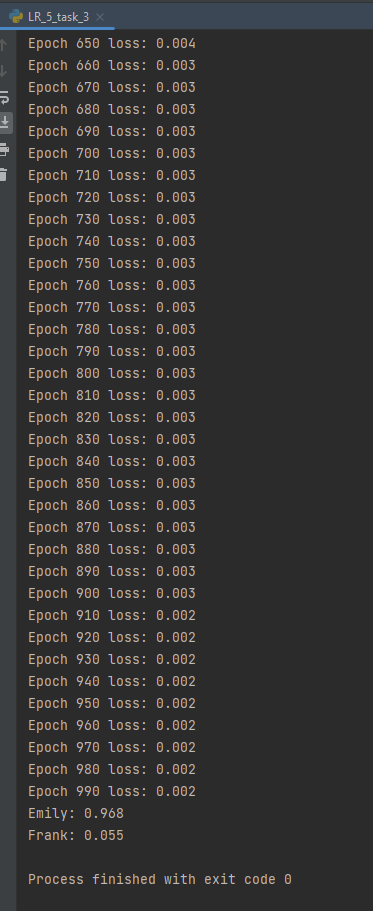 LR_5_task_3
Epoch 650 loss: 0.004
Epoch 660 loss: 0.003
Epoch 670 loss: 0.003
Epoch 680 loss: 0.003
Epoch 690 loss: 0.003
Epoch 700 loss: 0.003
Epoch 710 loss: 0.003
Epoch 720 loss: 0.003
Epoch 730 loss: 0.003
Epoch 740 loss: 0.003
Epoch 750 loss: 0.003
Epoch 760 loss: 0.003
Epoch 770 loss: 0.003
Epoch 780 loss: 0.003
Epoch 790 loss: 0.003
Epoch 800 loss: 0.003
Epoch 810 loss: 0.003
Epoch 820 loss: 0.003
Epoch 830 loss: 0.003
Epoch 840 loss: 0.003
Epoch 850 loss: 0.003
Epoch 860 loss: 0.003
Epoch 870 loss: 0.003
Epoch 880 loss: 0.003
Epoch 890 loss: 0.003
Epoch 900 loss: 0.003
Epoch 910 loss: 0.002
Epoch 920 loss: 0.002
Epoch 930 loss: 0.002
Epoch 940 loss: 0.002
Epoch 950 loss: 0.002
Epoch 960 loss: 0.002
Epoch 970 loss: 0.002
Epoch 980 loss: 0.002
Epoch 990 loss: 0.002
Emily: 0.968
Frank: 0.055
Process finished with exit code 0